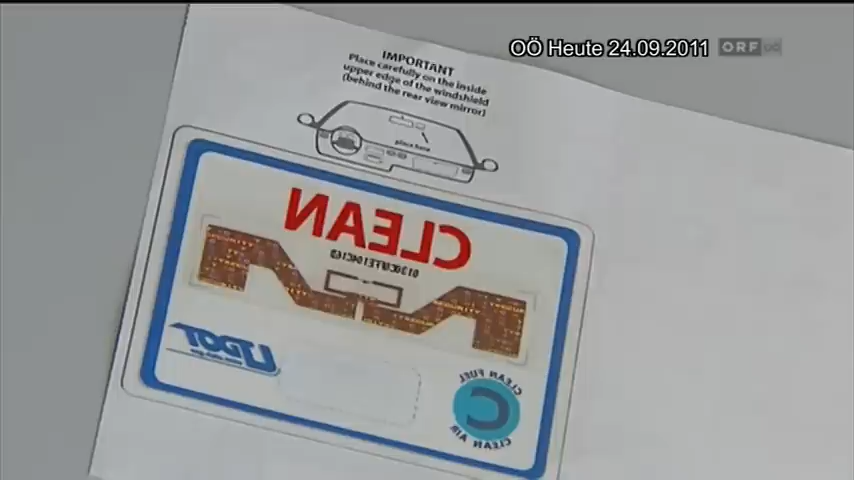 OÖ Heute 24.09.2011 ORF oö
IMPORTANT
Place carefully on the inside
upper edge of the windshield
(behind the rear view mirror)
place here
CLEAN
CLEAN FUEL
C
CLEAN AIR